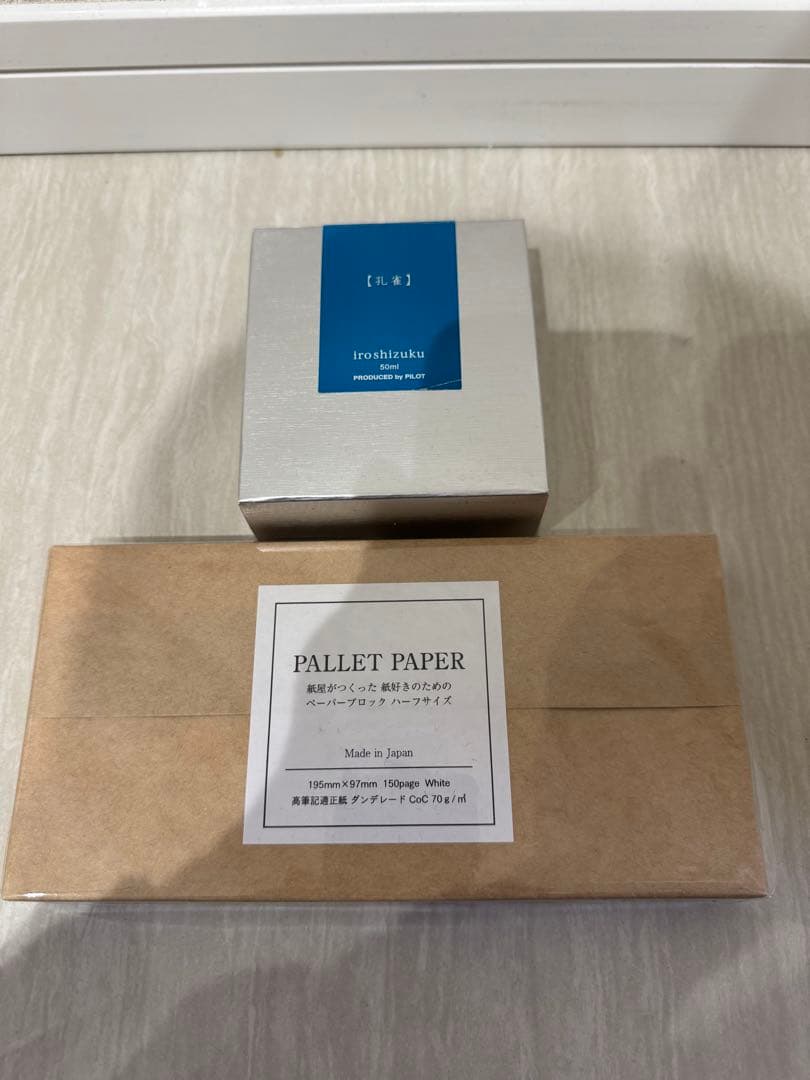 【孔雀】
iroshizuku
50ml
PRODUCED by PILOT
PALLET PAPER
紙屋がつくった 紙好きのための
ペーパーブロック ハーフサイズ
Made in Japan
195mm×97mm 150page White
高筆記適正紙 ダンデレード CoC 70g/㎡